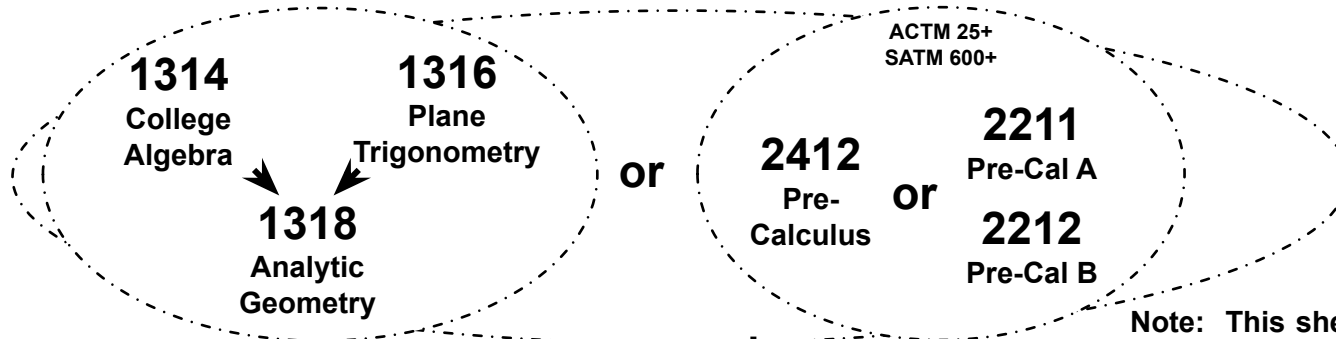 1314
College
Algebra
1316
Plane
Trigonometry
1318
Analytic
Geometry
or
ACTM 25+
SATM 600+
2412
Pre-
Calculus
or
2211
Pre-Cal A
2212
Pre-Cal B
Note: This she